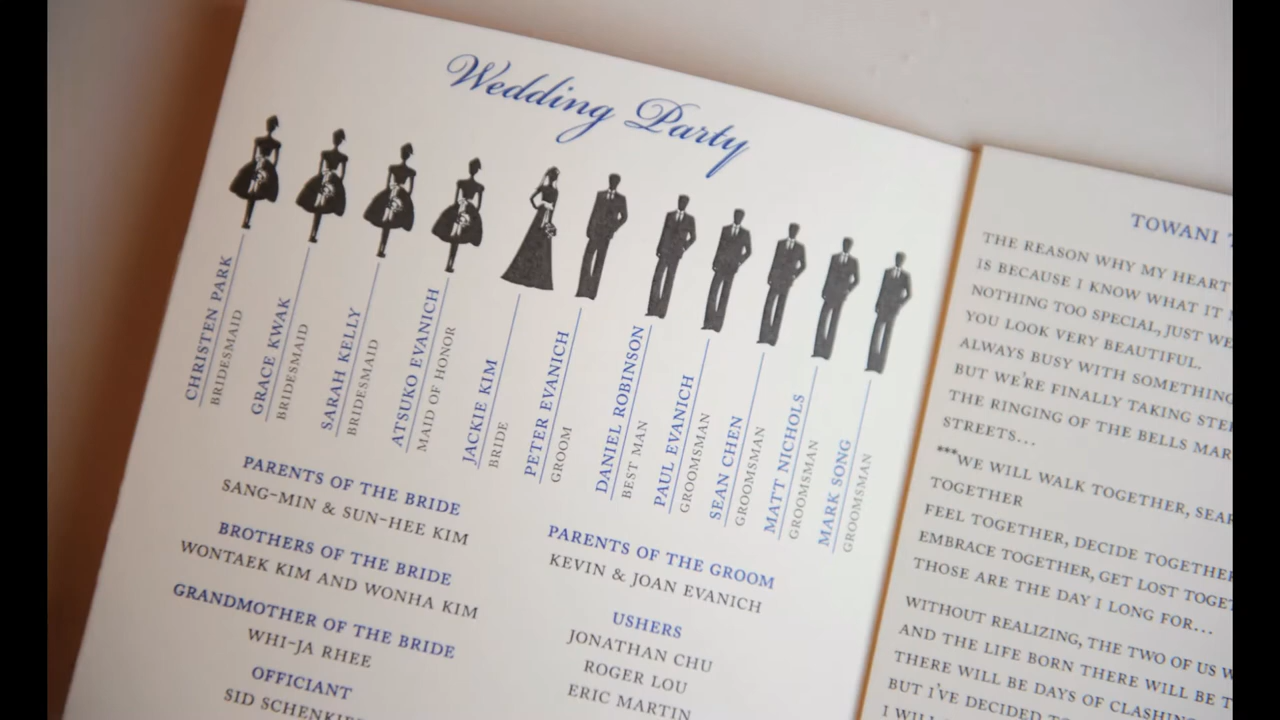 Wedding Party
CHRISTEN PARK
BRIDESMAID
GRACE KWAK
BRIDESMAID
SARAH KELLY
BRIDESMAID
ATSUKO EVANICH
MAID OF HONOR
JACKIE KIM
BRIDE
PETER EVANICH
GROOM
DANIEL ROBINSON
BEST MAN
PAUL EVANICH
GROOMSMAN
SEAN CHEN
GROOMSMAN
MATT NICHOLS
GROOMSMAN
MARK SONG
GROOMSMAN
PARENTS OF THE BRIDE
SANG-MIN & SUN-HEE KIM
BROTHERS OF THE BRIDE
WONTAEK KIM AND WONHA KIM
GRANDMOTHER OF THE BRIDE
WHI-JA RHEE
OFFICIANT
SID
PARENTS OF THE GROOM
KEVIN & JOAN EVANICH
USHERS
JONATHAN CHU
ROGER LOU
ERIC MARTIN
TOWANI
THE REASON WHY MY HEART
IS BECAUSE I KNOW WHAT IT
NOTHING TOO SPECIAL, JUST
YOU LOOK VERY BEAUTIFUL.
ALWAYS BUSY WITH SOMETHING
BUT WE'RE FINALLY TAKING
THE RINGING OF THE BELLS
STREETS...
***WE WILL WALK TOGETHER,
TOGETHER
FEEL TOGETHER, DECIDE TOGETHER
EMBRACE TOGETHER, GET LOST
THOSE ARE THE DAY I LONG FOR...
WITHOUT REALIZING, THE TWO OF US
AND THE LIFE BORN THERE WILL BE
THERE WILL BE DAYS OF
BUT I'VE DECIDED
I WILL